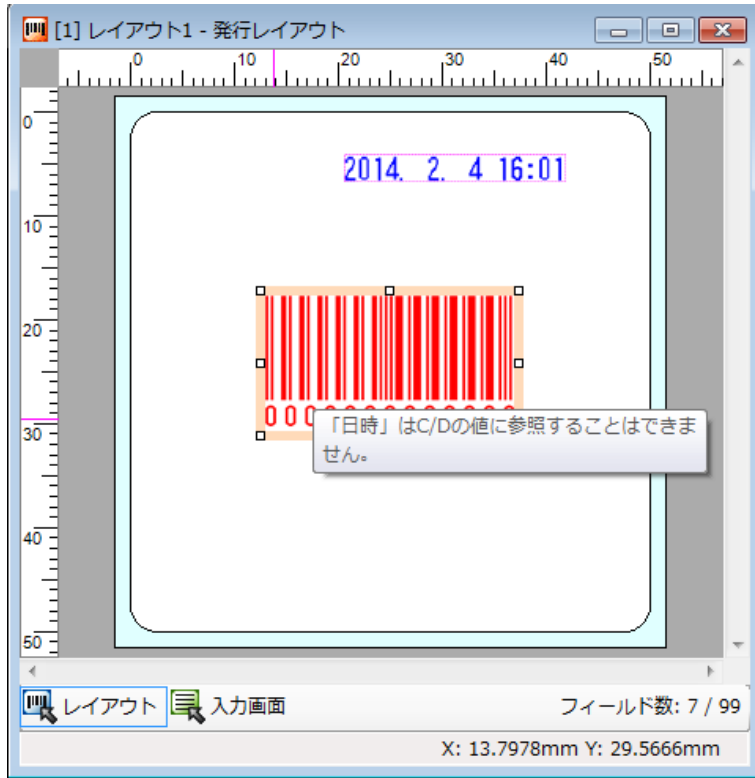 [1] レイアウト1 - 発行レイアウト
0 10 20 30 40 50
0
2014. 2. 4 16:01
10
20
30
「日時」はC/Dの値に参照することはできま
せん。
40
50
レイアウト 入力画面 フィールド数: 7 / 99
X: 13.7978mm Y: 29.5666mm